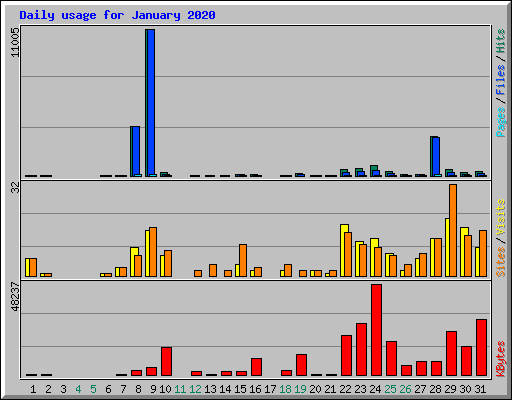 Daily usage for January 2020
11005
Pages / Files / Hits
32
Sites / Visits
48237
KBytes
1 2 3 4 5 6 7 8 9 10 11 12 13 14 15 16 17 18 19 20 21 22 23 24 25 26 27 28 29 30 31